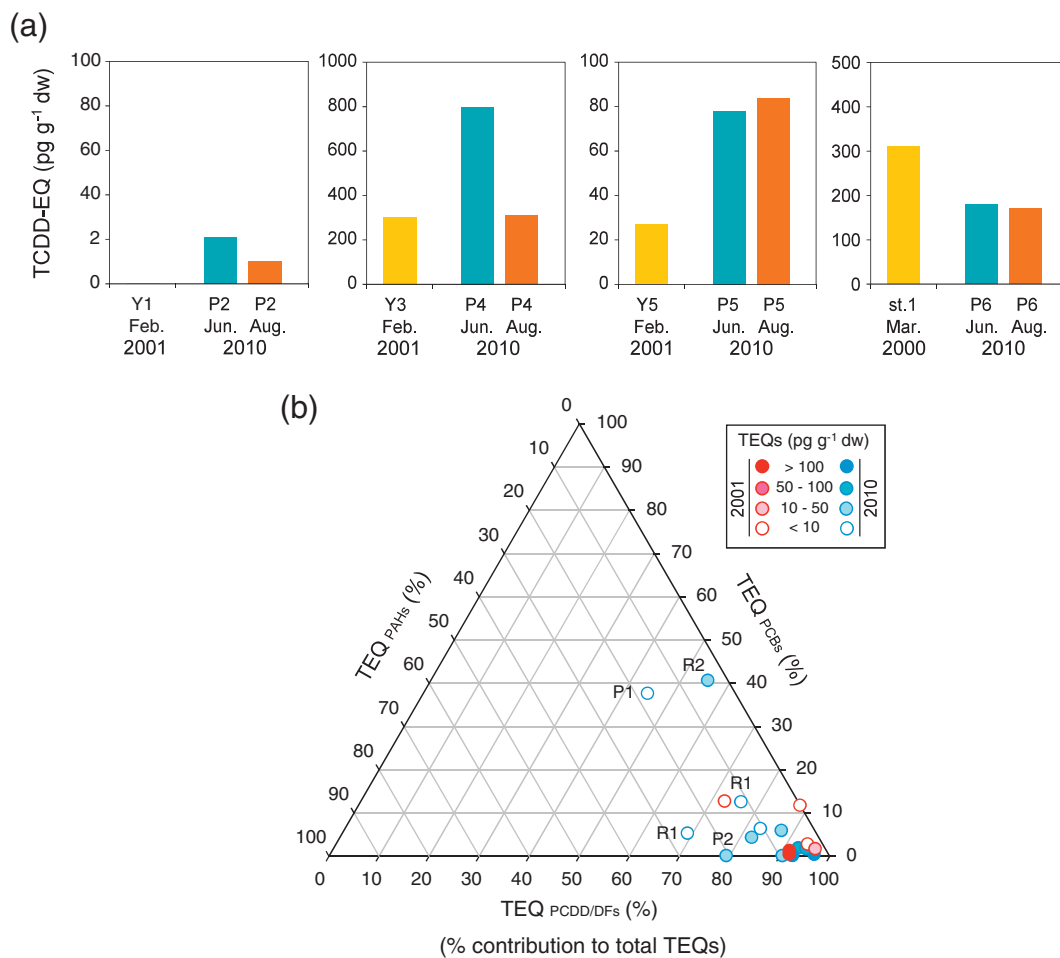 (a)
TCDD-EQ (pg g⁻¹ dw)
100
80
60
40
2
0
Y1
Feb.
2001
P2 P2
Jun. Aug.
2010
1000
800
600
400
200
0
Y3
Feb.
2001
P4 P4
Jun. Aug.
2010
100
80
60
40
20
0
Y5
Feb.
2001
P5 P5
Jun. Aug.
2010
500
400
300
200
100
0
st.1
Mar.
2000
P6 P6
Jun. Aug.
2010
(b)
TEQs (pg g⁻¹ dw)
2001
> 100
50 - 100
10 - 50
< 10
2010
TEQ PAHs (%)
0
10
20
30
40
50
60
70
80
90
100
TEQ PCBs (%)
100
90
80
70
60
50
40
30
20
10
0
R2
P1
R1
R1
P2
0 10 20 30 40 50 60 70 80 90 100
TEQ PCDD/DFs (%)
(% contribution to total TEQs)